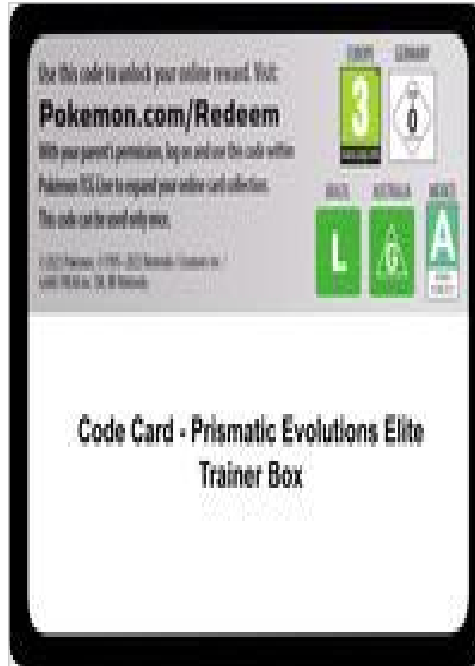 Use this code to unlock your online reward. Visit:
Pokemon.com/Redeem
With your parent's permission, log on and use this code within
Pokémon TCG Live to expand your online card collection.
This code can be used only once.
EUROPE GERMANY
3
0
BRAZIL AUSTRALIA MEXICO
L G A
Code Card - Prismatic Evolutions Elite
Trainer Box